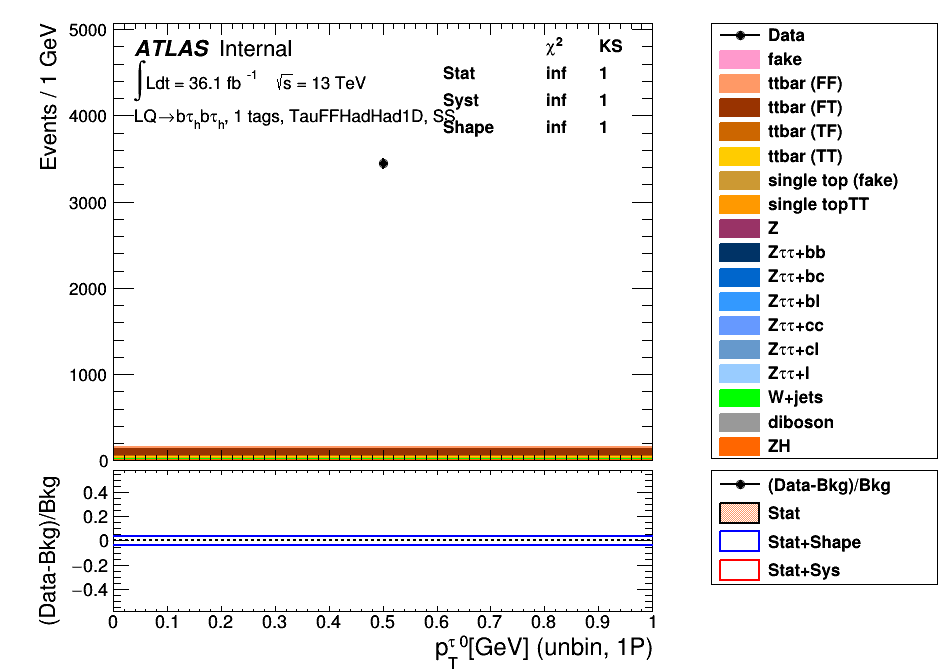 Events / 1 GeV
5000
4000
3000
2000
1000
0
ATLAS Internal
∫Ldt = 36.1 fb⁻¹ √s = 13 TeV
LQ→bτₕbτₕ, 1 tags, TauFFHadHad1D, SS
χ² KS
Stat inf 1
Syst inf 1
Shape inf 1
Data
fake
ttbar (FF)
ttbar (FT)
ttbar (TF)
ttbar (TT)
single top (fake)
single topTT
Z
Zττ+bb
Zττ+bc
Zττ+bl
Zττ+cc
Zττ+cl
Zττ+l
W+jets
diboson
ZH
(Data-Bkg)/Bkg
0.4
0.2
0
−0.2
−0.4
0 0.1 0.2 0.3 0.4 0.5 0.6 0.7 0.8 0.9 1
p_T^τ 0[GeV] (unbin, 1P)
(Data-Bkg)/Bkg
Stat
Stat+Shape
Stat+Sys